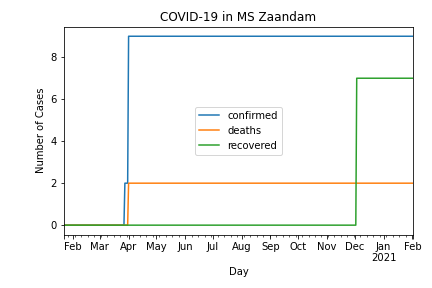 COVID-19 in MS Zaandam
Number of Cases
8
6
4
2
0
confirmed
deaths
recovered
Feb Mar Apr May Jun Jul Aug Sep Oct Nov Dec Jan Feb
2021
Day